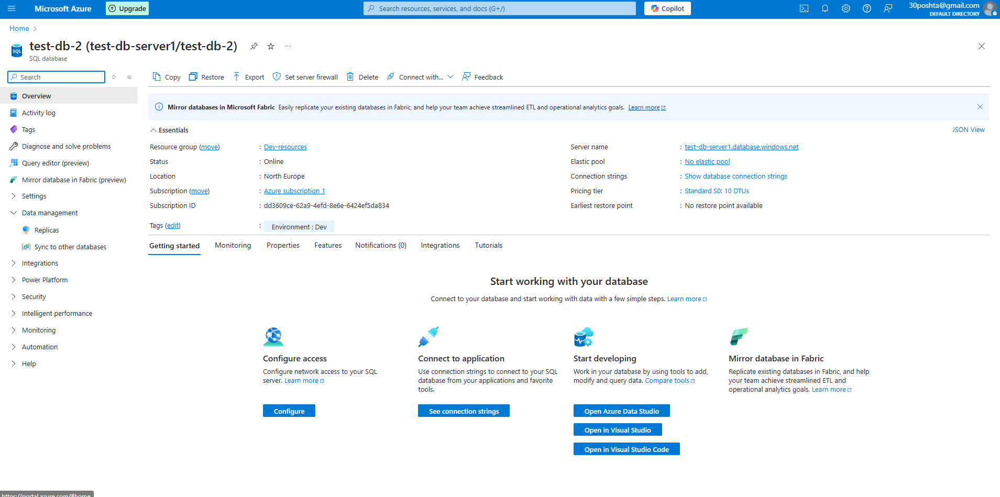 Microsoft Azure
Upgrade
Search resources, services, and docs (G+/)
Copilot
30poshta@gmail.com
DEFAULT DIRECTORY
Home
test-db-2 (test-db-server1/test-db-2)
SQL database
Search
Overview
Activity log
Tags
Diagnose and solve problems
Query editor (preview)
Mirror database in Fabric (preview)
Settings
Data management
Replicas
Sync to other databases
Integrations
Power Platform
Security
Intelligent performance
Monitoring
Automation
Help
Copy Restore Export Set server firewall Delete Connect with... Feedback
Mirror databases in Microsoft Fabric Easily replicate your existing databases in Fabric, and help your team achieve streamlined ETL and operational analytics goals. Learn more
Essentials
JSON View
Resource group (move) : Dev-resources
Status : Online
Location : North Europe
Subscription (move) : Azure subscription 1
Subscription ID : dd3609ce-62a9-4efd-8e6e-6424ef5da834
Tags (edit) : Environment : Dev
Server name : test-db-server1.database.windows.net
Elastic pool : No elastic pool
Connection strings : Show database connection strings
Pricing tier : Standard S0: 10 DTUs
Earliest restore point : No restore point available
Getting started Monitoring Properties Features Notifications (0) Integrations Tutorials
Start working with your database
Connect to your database and start working with data with a few simple steps. Learn more
Configure access
Configure network access to your SQL
server. Learn more
Configure
Connect to application
Use connection strings to connect to your SQL
database from your applications and favorite
tools.
See connection strings
Start developing
Work in your database by using tools to add,
modify and query data. Compare tools
Open Azure Data Studio
Open in Visual Studio
Open in Visual Studio Code
Mirror database in Fabric
Replicate existing databases in Fabric, and help
your team achieve streamlined ETL and
operational analytics goals. Learn more
https://portal.azure.com/#home